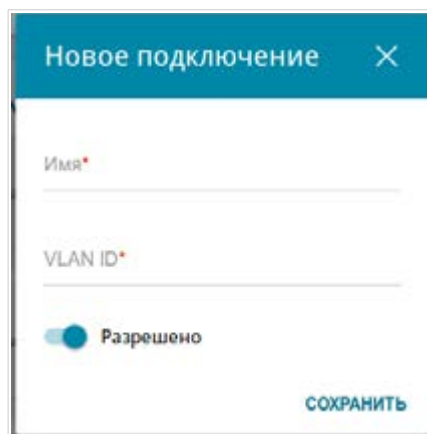 Новое подключение
Имя*
VLAN ID*
Разрешено
СОХРАНИТЬ